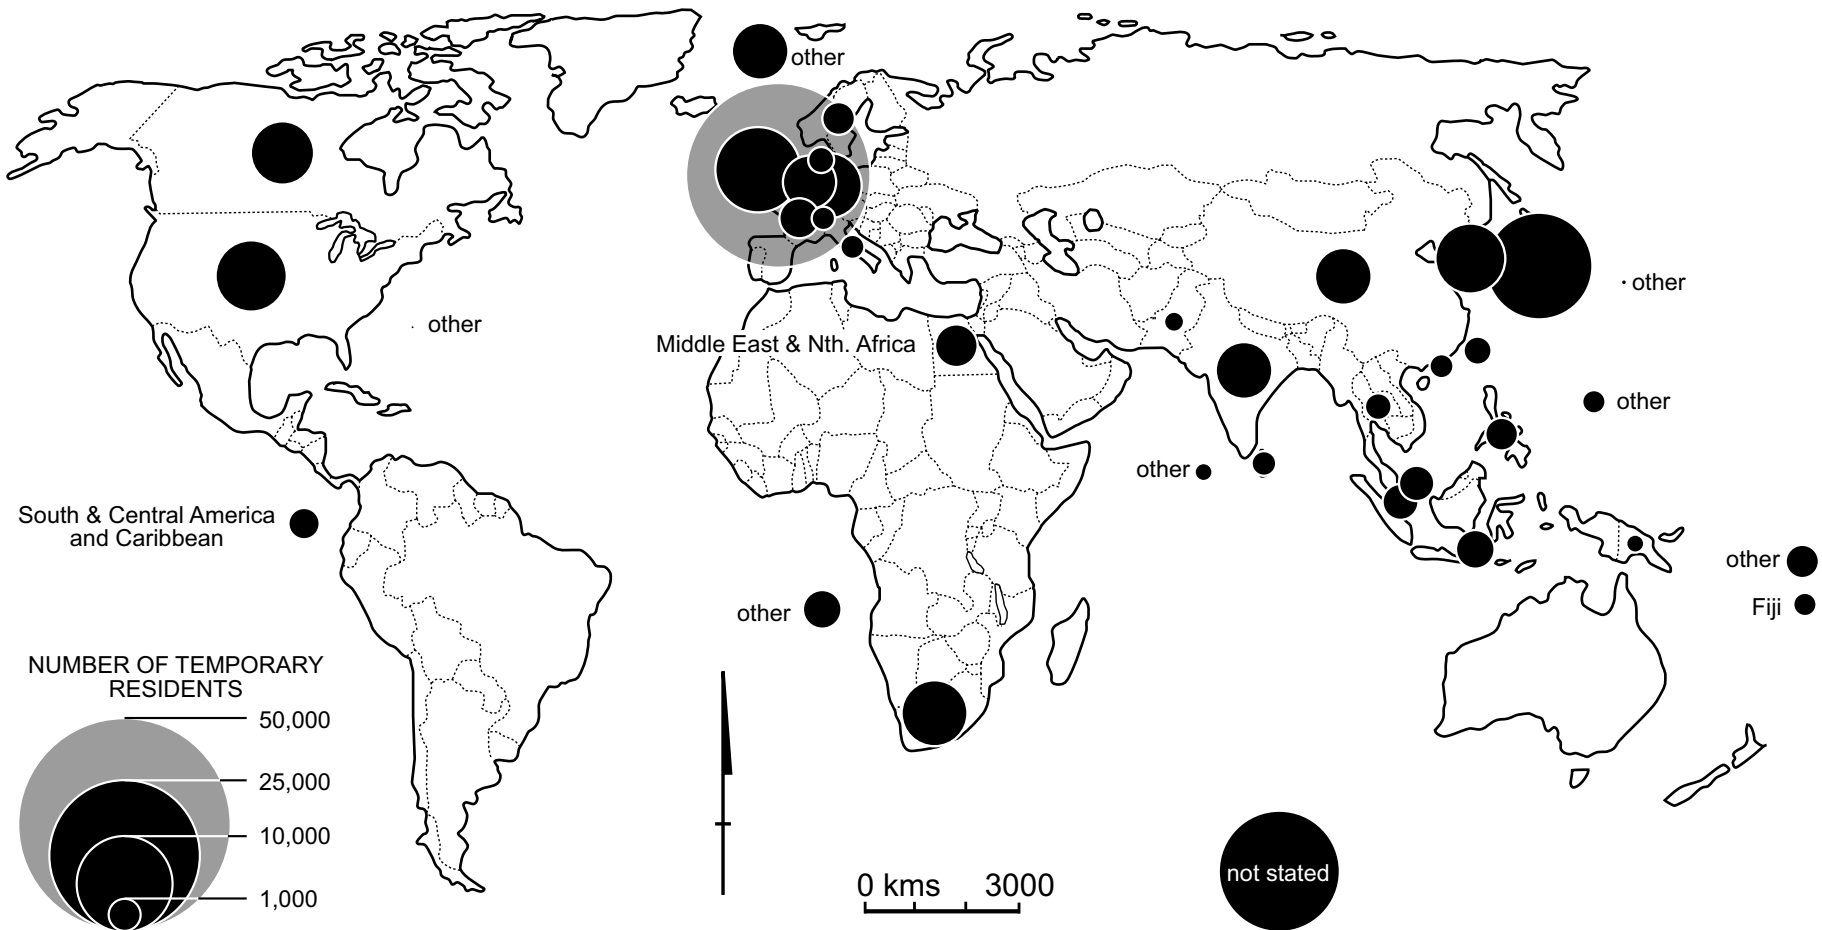 other
other
other
Middle East & Nth. Africa
other
other
South & Central America
and Caribbean
other
Fiji
other
NUMBER OF TEMPORARY
RESIDENTS
50,000
25,000
10,000
1,000
0 kms 3000
not stated